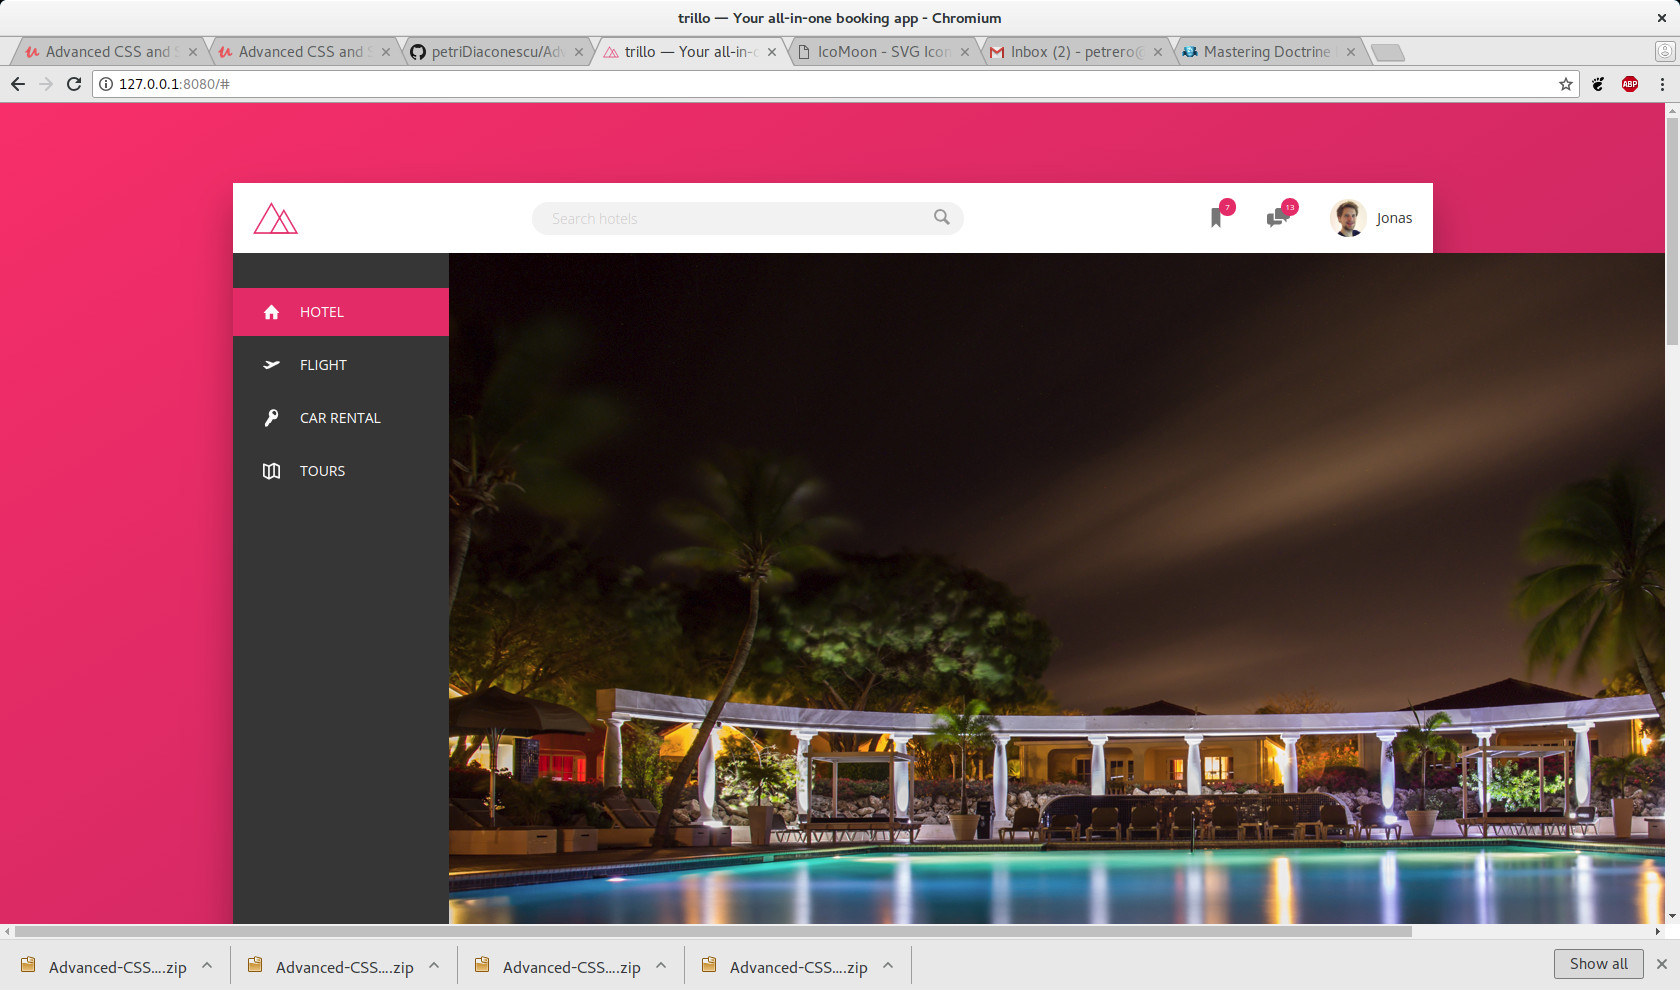 trillo — Your all-in-one booking app - Chromium
Advanced CSS and S
Advanced CSS and S
petriDiaconescu/Adv
trillo — Your all-in-o
IcoMoon - SVG Icon
Inbox (2) - petrero@
Mastering Doctrine
127.0.0.1:8080/#
ABP
Search hotels
7
13
Jonas
HOTEL
FLIGHT
CAR RENTAL
TOURS
Advanced-CSS....zip
Advanced-CSS....zip
Advanced-CSS....zip
Advanced-CSS....zip
Show all